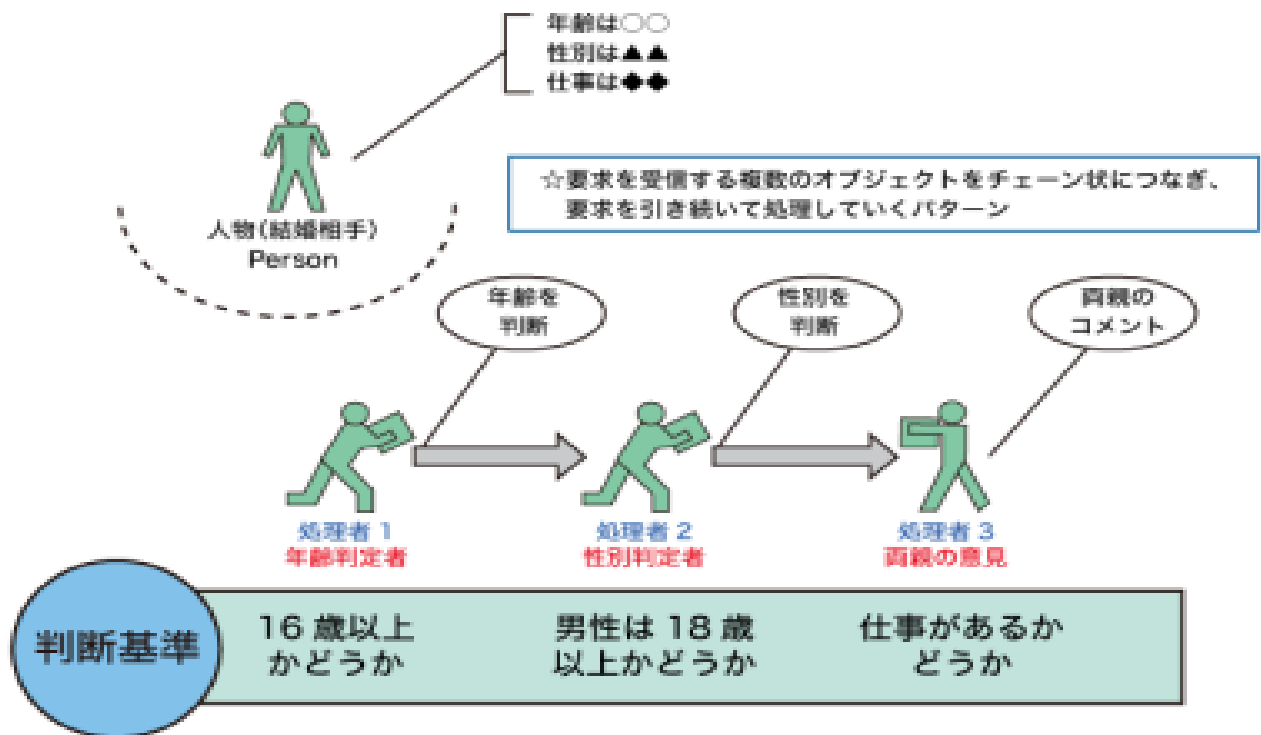 年齢は○○
性別は▲▲
仕事は◆◆
☆要求を受信する複数のオブジェクトをチェーン状につなぎ、
要求を引き続いて処理していくパターン
人物(結婚相手)
Person
年齢を
判断
性別を
判断
両親の
コメント
処理者 1
年齢判定者
処理者 2
性別判定者
処理者 3
両親の意見
判断基準
16 歳以上
かどうか
男性は 18 歳
以上かどうか
仕事があるか
どうか